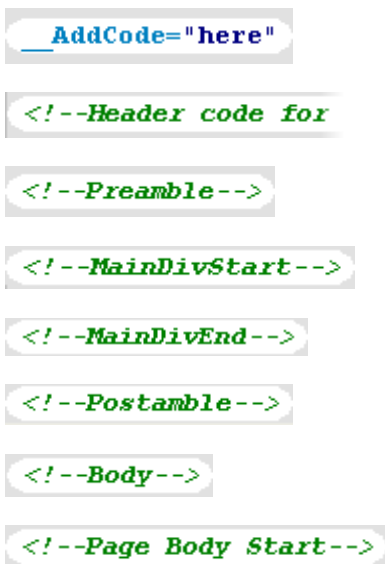 __AddCode="here"
<!--Header code for
<!--Preamble-->
<!--MainDivStart-->
<!--MainDivEnd-->
<!--Postamble-->
<!--Body-->
<!--Page Body Start-->